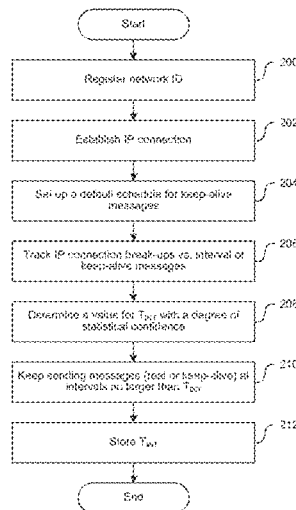 Start
200
Register network ID
202
Establish IP connection
204
Set up a default schedule for keep-alive
messages
206
Track IP connection break-ups vs. interval of
keep-alive messages
208
Determine a value for
with a degree of
statistical confidence
210
Keep sending messages (real or keep-alive) at
intervals no larger than
212
Store
End